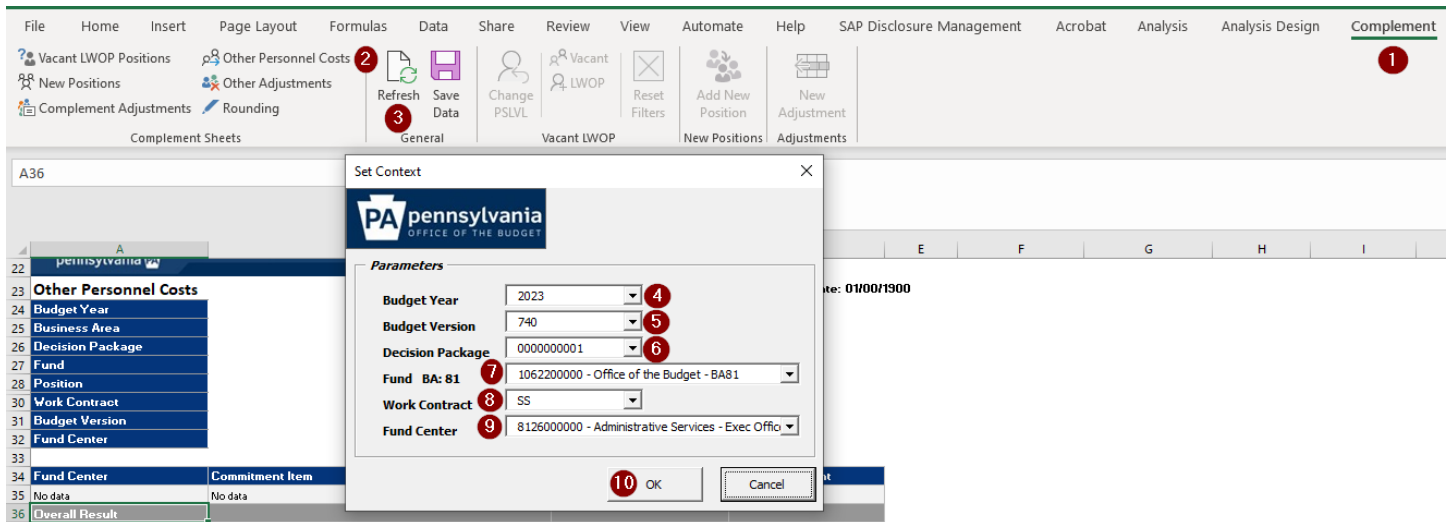 File Home Insert Page Layout Formulas Data Share Review View Automate Help SAP Disclosure Management Acrobat Analysis Analysis Design Complement
1
Vacant LWOP Positions
New Positions
Complement Adjustments
Other Personnel Costs 2
Other Adjustments
Rounding
Complement Sheets
Refresh
3
Save
Data
General
Change
PSLVL
Vacant
LWOP
Reset
Filters
Vacant LWOP
Add New
Position
New Positions
New
Adjustment
Adjustments
A36
Set Context
PA pennsylvania
OFFICE OF THE BUDGET
Parameters
Budget Year 2023 4
Budget Version 740 5
Decision Package 0000000001 6
Fund BA: 81 7 1062200000 - Office of the Budget - BA81
Work Contract 8 SS
Fund Center 9 8126000000 - Administrative Services - Exec Offic
10 OK Cancel
A E F G H I
22 pennsylvania
23 Other Personnel Costs ate: 01/00/1900
24 Budget Year
25 Business Area
26 Decision Package
27 Fund
28 Position
30 Work Contract
31 Budget Version
32 Fund Center
33
34 Fund Center Commitment Item
35 No data No data
36 Overall Result